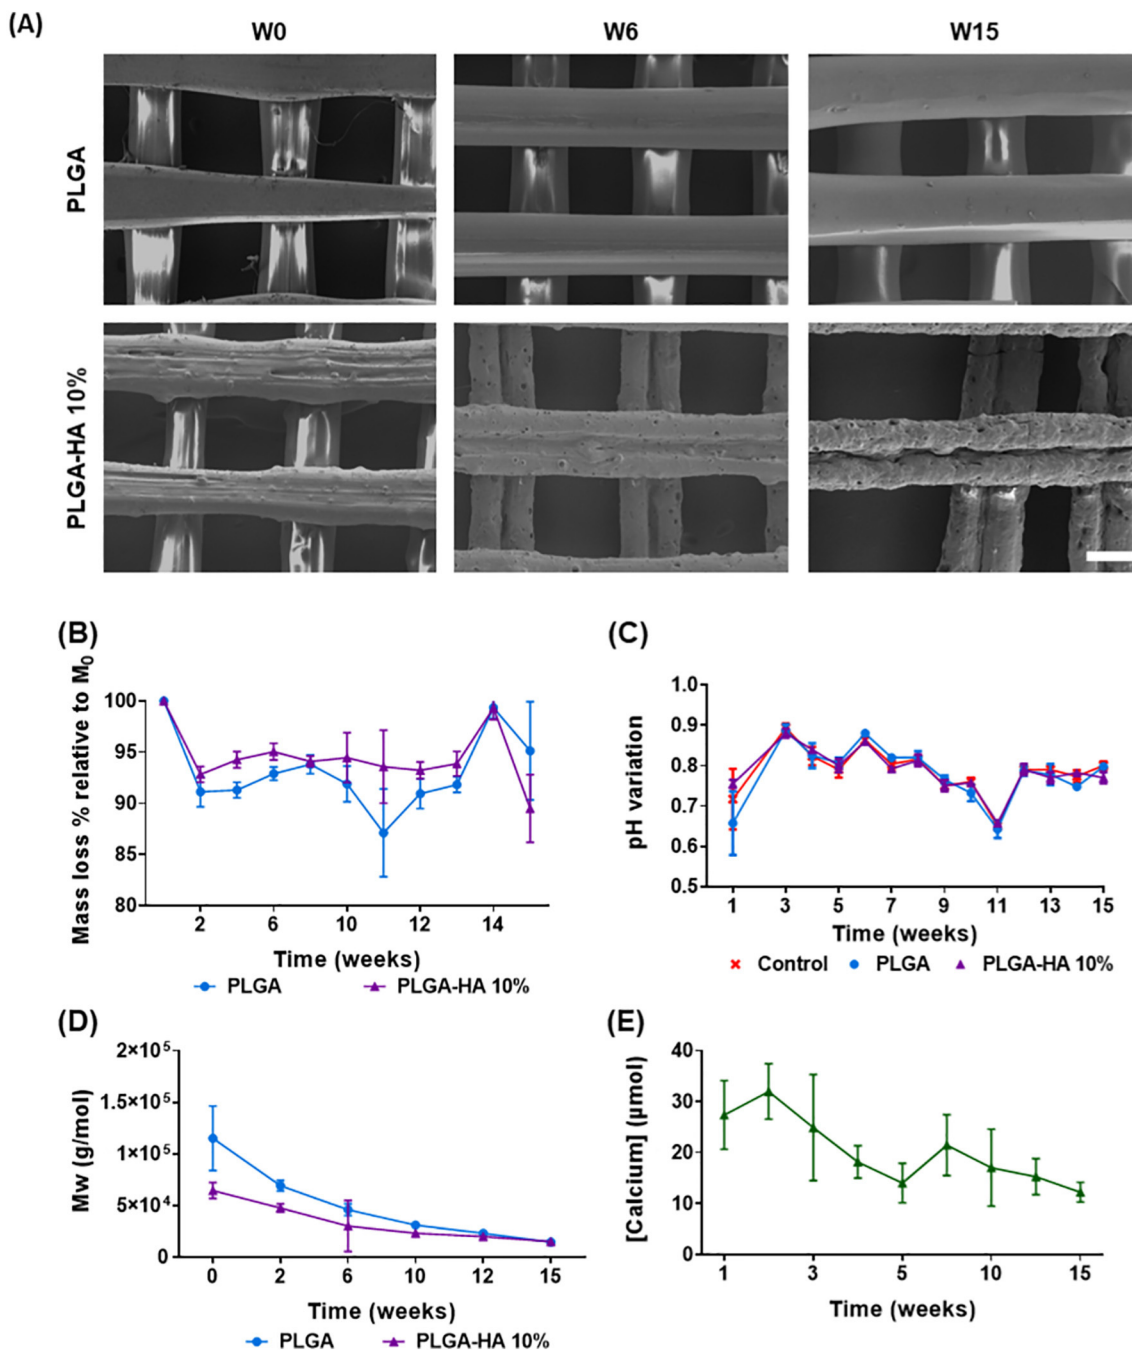 (A)
W0 W6 W15
PLGA
PLGA-HA 10%
(B)
Mass loss % relative to M₀
100
95
90
85
80
2 6 10 12 14
Time (weeks)
PLGA PLGA-HA 10%
(C)
pH variation
1.0
0.9
0.8
0.7
0.6
0.5
1 3 5 7 9 11 13 15
Time (weeks)
Control PLGA PLGA-HA 10%
(D)
Mw (g/mol)
2×10⁵
1.5×10⁵
1×10⁵
5×10⁴
0
0 2 6 10 12 15
Time (weeks)
PLGA PLGA-HA 10%
(E)
[Calcium] (µmol)
40
30
20
10
0
1 3 5 10 15
Time (weeks)